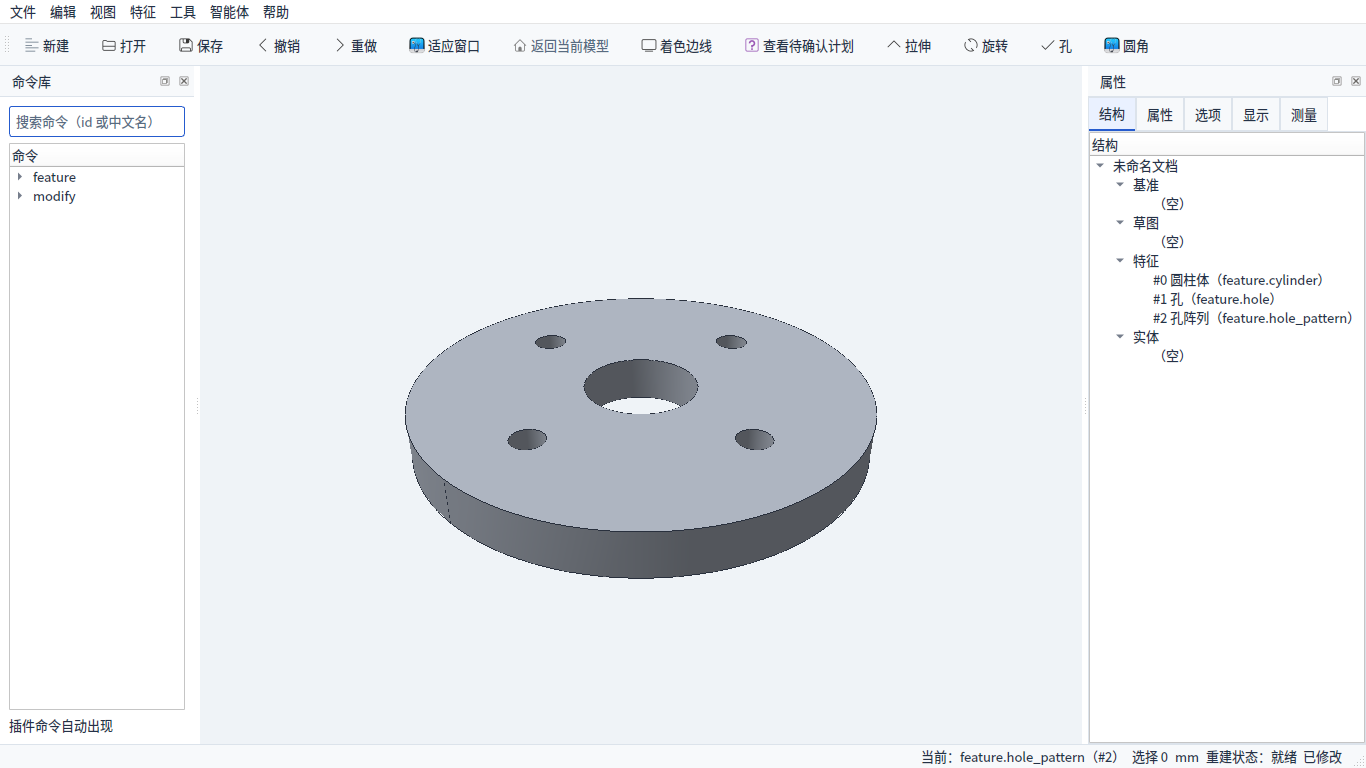 文件 编辑 视图 特征 工具 智能体 帮助
新建 打开 保存 撤销 重做 适应窗口 返回当前模型 着色边线 查看待确认计划 拉伸 旋转 孔 圆角
命令库
搜索命令（id 或中文名）
命令
feature
modify
插件命令自动出现
属性
结构 属性 选项 显示 测量
结构
未命名文档
基准
（空）
草图
（空）
特征
#0 圆柱体（feature.cylinder）
#1 孔（feature.hole）
#2 孔阵列（feature.hole_pattern）
实体
（空）
当前：feature.hole_pattern（#2） 选择 0 mm 重建状态：就绪 已修改